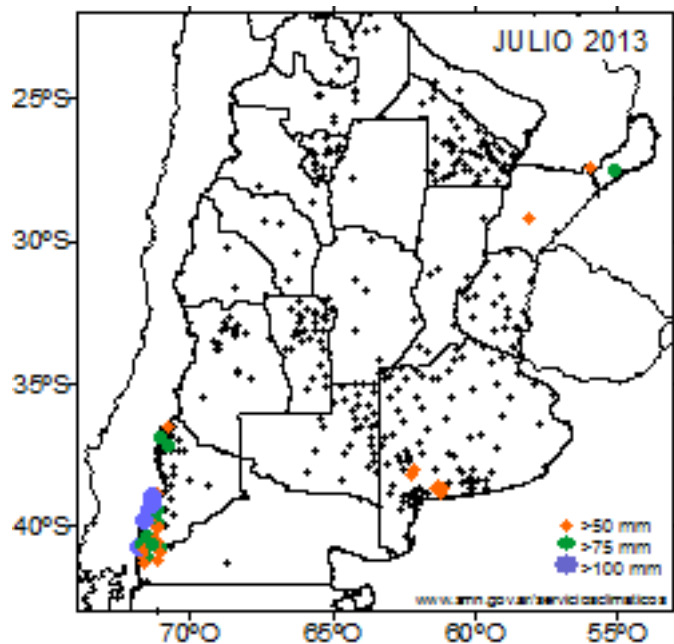 JULIO 2013
25ºS
30ºS
35ºS
40ºS
>50 mm
>75 mm
>100 mm
www.smn.gov.ar/serviciosclimaticos
70ºO 65ºO 60ºO 55ºO